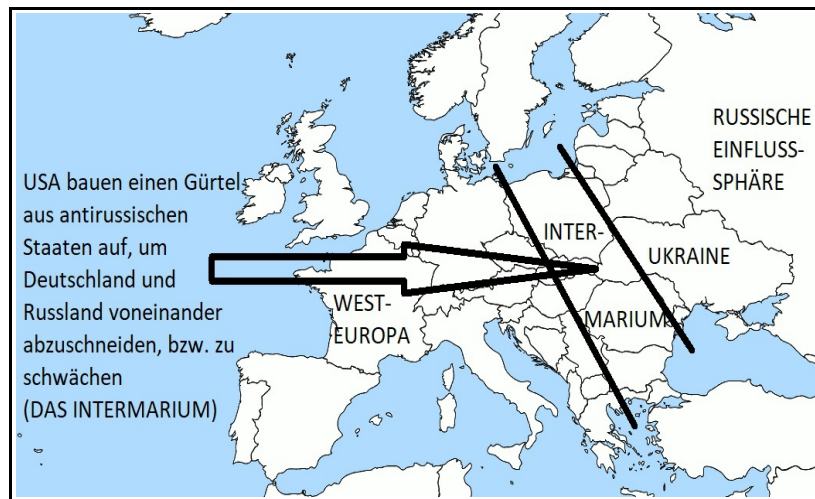 RUSSISCHE
EINFLUSS-
SPHÄRE
USA bauen einen Gürtel
aus antirussischen
Staaten auf, um
Deutschland und
Russland voneinander
abzuschneiden, bzw. zu
schwächen
(DAS INTERMARIUM)
WEST-
EUROPA
INTER-
MARIUM
UKRAINE